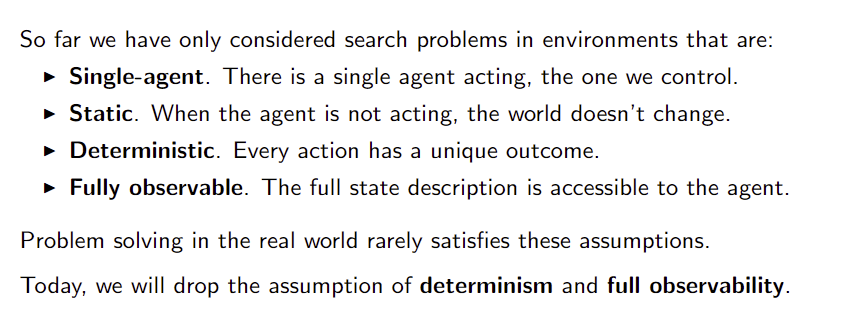 So far we have only considered search problems in environments that are:
▶ Single-agent. There is a single agent acting, the one we control.
▶ Static. When the agent is not acting, the world doesn't change.
▶ Deterministic. Every action has a unique outcome.
▶ Fully observable. The full state description is accessible to the agent.
Problem solving in the real world rarely satisfies these assumptions.
Today, we will drop the assumption of determinism and full observability.